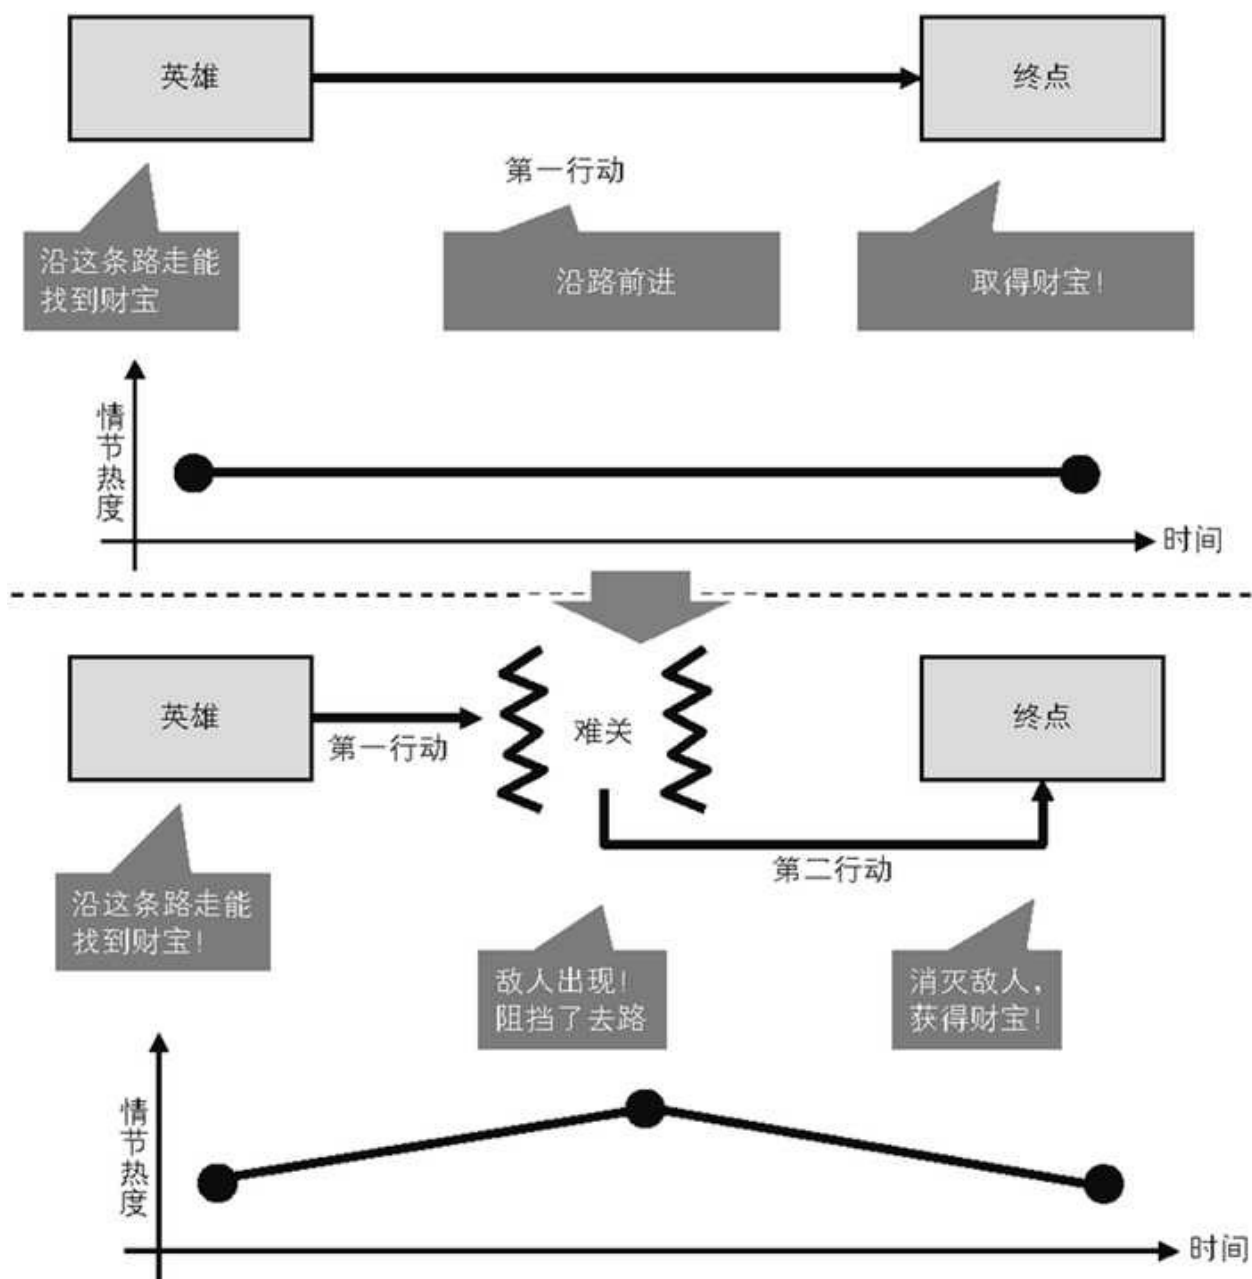 英雄
终点
第一行动
沿这条路走能
找到财宝
沿路前进
取得财宝！
情节热度
时间
英雄
难关
终点
第一行动
第二行动
沿这条路走能
找到财宝！
敌人出现！
阻挡了去路
消灭敌人，
获得财宝！
情节热度
时间